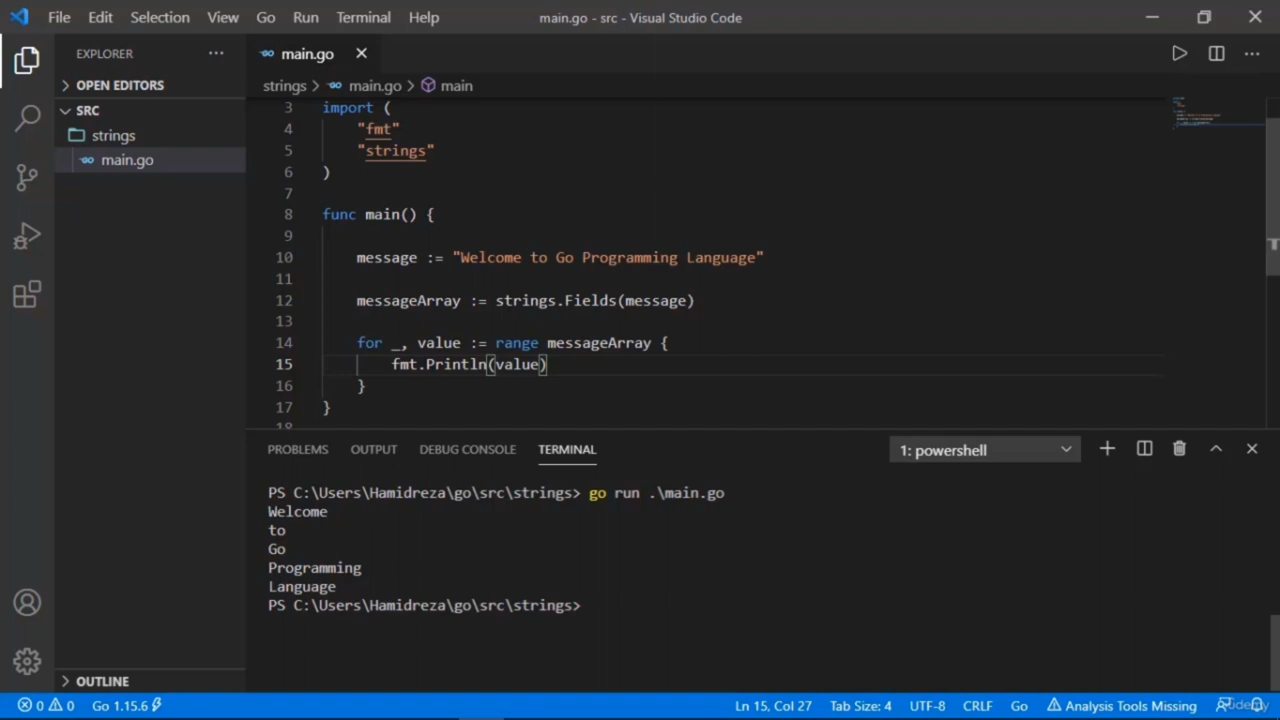 File Edit Selection View Go Run Terminal Help main.go - src - Visual Studio Code
EXPLORER
OPEN EDITORS
SRC
strings
main.go
OUTLINE
main.go
strings > main.go > main
3 import (
4 "fmt"
5 "strings"
6 )
7
8 func main() {
9
10 message := "Welcome to Go Programming Language"
11
12 messageArray := strings.Fields(message)
13
14 for _, value := range messageArray {
15 fmt.Println(value)
16 }
17 }
18
PROBLEMS OUTPUT DEBUG CONSOLE TERMINAL 1: powershell
PS C:\Users\Hamidreza\go\src\strings> go run .\main.go
Welcome
to
Go
Programming
Language
PS C:\Users\Hamidreza\go\src\strings>
0 0 Go 1.15.6 Ln 15, Col 27 Tab Size: 4 UTF-8 CRLF Go Analysis Tools Missing